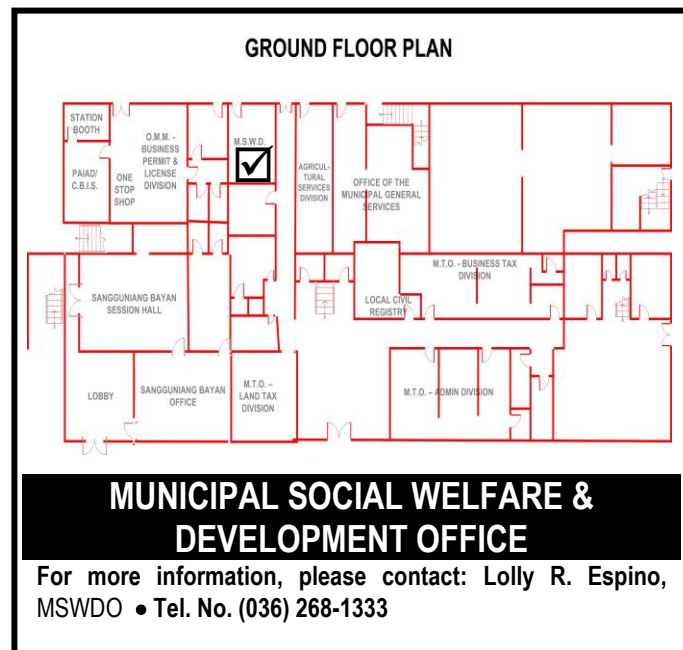 GROUND FLOOR PLAN
STATION
BOOTH
PAIAD/
C.B.I.S.
ONE
STOP
SHOP
O.M.M. -
BUSINESS
PERMIT &
LICENSE
DIVISION
M.S.W.D.
AGRICUL-
TURAL
SERVICES
DIVISION
OFFICE OF THE
MUNICIPAL GENERAL
SERVICES
M.T.O. - BUSINESS TAX
DIVISION
SANGGUNIANG BAYAN
SESSION HALL
LOCAL CIVIL
REGISTRY
LOBBY
SANGGUNIANG BAYAN
OFFICE
M.T.O. –
LAND TAX
DIVISION
M.T.O. – ADMIN DIVISION
MUNICIPAL SOCIAL WELFARE &
DEVELOPMENT OFFICE
For more information, please contact: Lolly R. Espino,
MSWDO ● Tel. No. (036) 268-1333